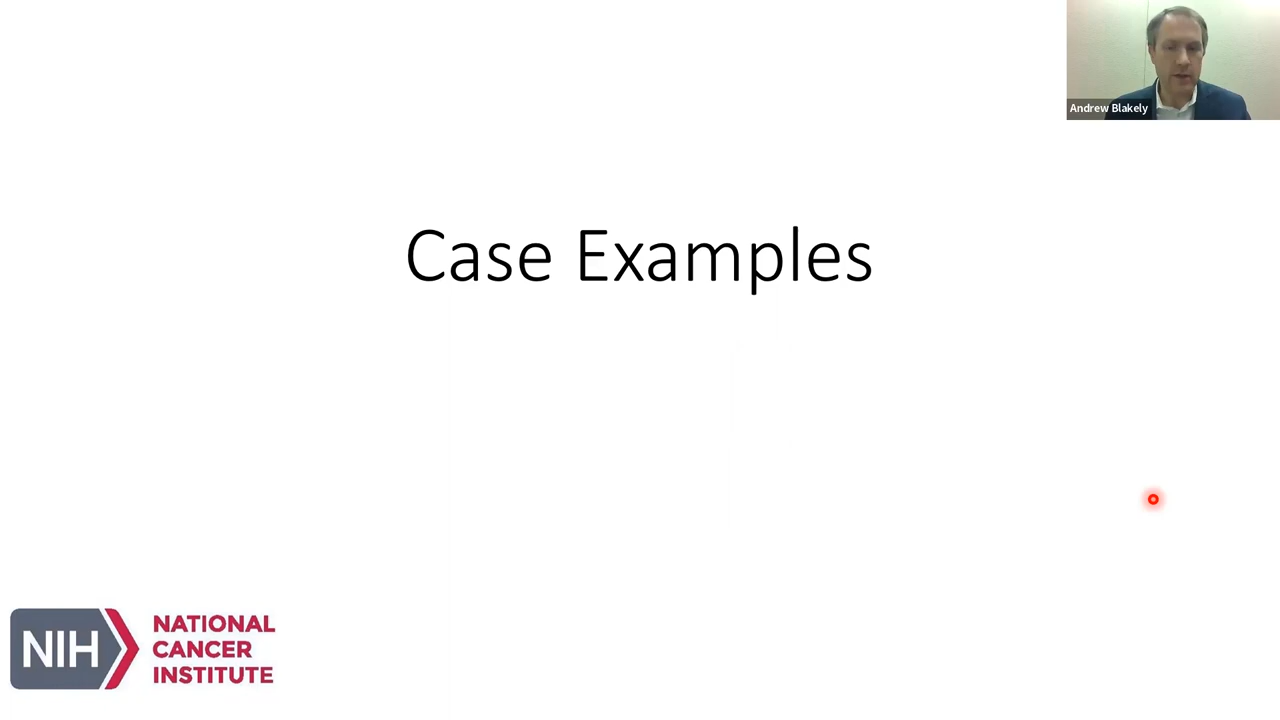 Andrew Blakely
Case Examples
NIH
NATIONAL
CANCER
INSTITUTE